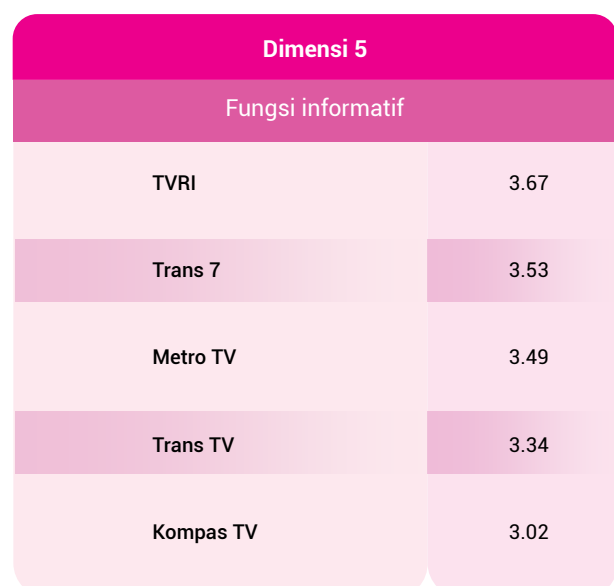 Dimensi 5
Fungsi informatif
TVRI 3.67
Trans 7 3.53
Metro TV 3.49
Trans TV 3.34
Kompas TV 3.02